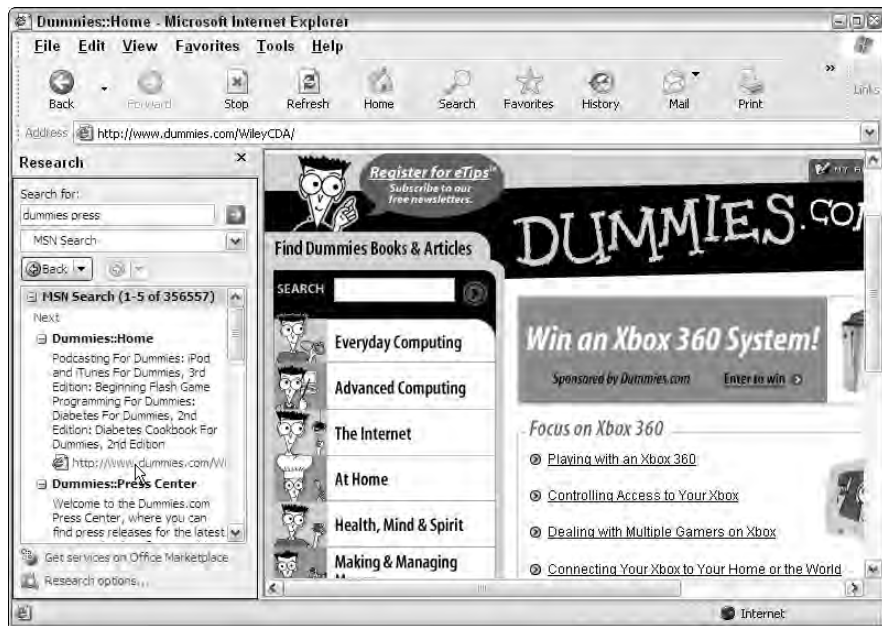 Dummies::Home - Microsoft Internet Explorer
File Edit View Favorites Tools Help
Back Forward Stop Refresh Home Search Favorites History Mail Print » Links
Address http://www.dummies.com/WileyCDA/
Research
Search for:
dummies press
MSN Search
Back
MSN Search (1-5 of 356557)
Next
Dummies::Home
Podcasting For Dummies: iPod
and iTunes For Dummies, 3rd
Edition: Beginning Flash Game
Programming For Dummies:
Diabetes For Dummies, 2nd
Edition: Diabetes Cookbook For
Dummies, 2nd Edition
http://www.dummies.com/Wi
Dummies::Press Center
Welcome to the Dummies.com
Press Center, where you can
find press releases for the latest
Get services on Office Marketplace
Research options...
Register for eTips™
Subscribe to our
free newsletters.
MY
DUMMIES.COM
Find Dummies Books & Articles
SEARCH
Everyday Computing
Advanced Computing
The Internet
At Home
Health, Mind & Spirit
Making & Managing
Win an Xbox 360 System!
Sponsored by Dummies.com Enter to win
Focus on Xbox 360
Playing with an Xbox 360
Controlling Access to Your Xbox
Dealing with Multiple Gamers on Xbox
Connecting Your Xbox to Your Home or the World
Internet